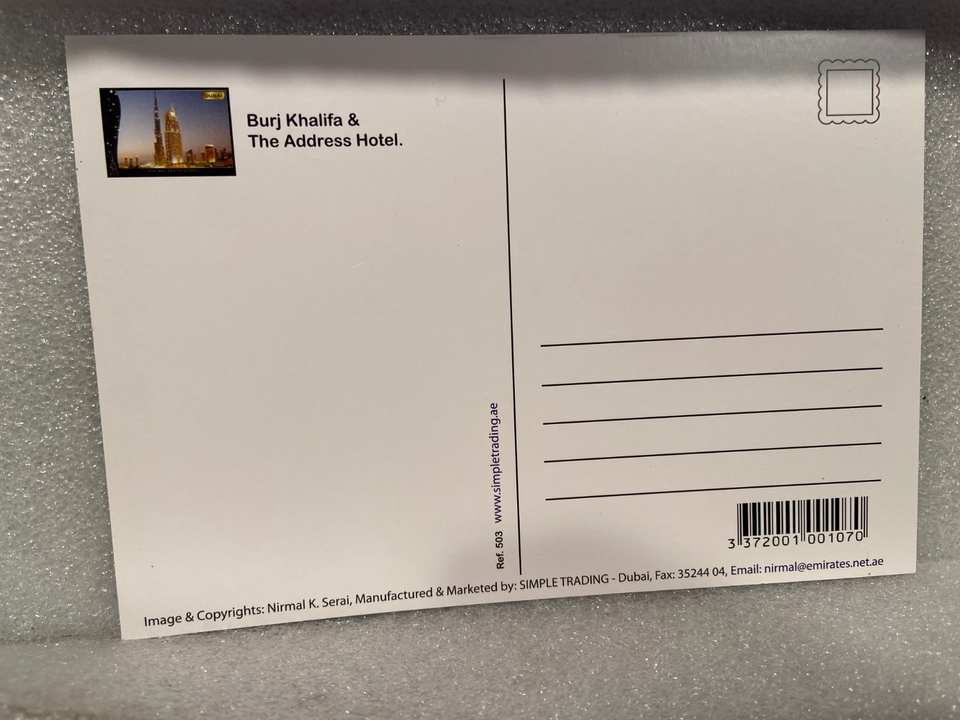 DUBAI
Burj Khalifa &
The Address Hotel.
Ref. 503 www.simpletrading.ae
3 372001 001070
Image & Copyrights: Nirmal K. Serai, Manufactured & Marketed by: SIMPLE TRADING - Dubai, Fax: 35244 04, Email: nirmal@emirates.net.ae